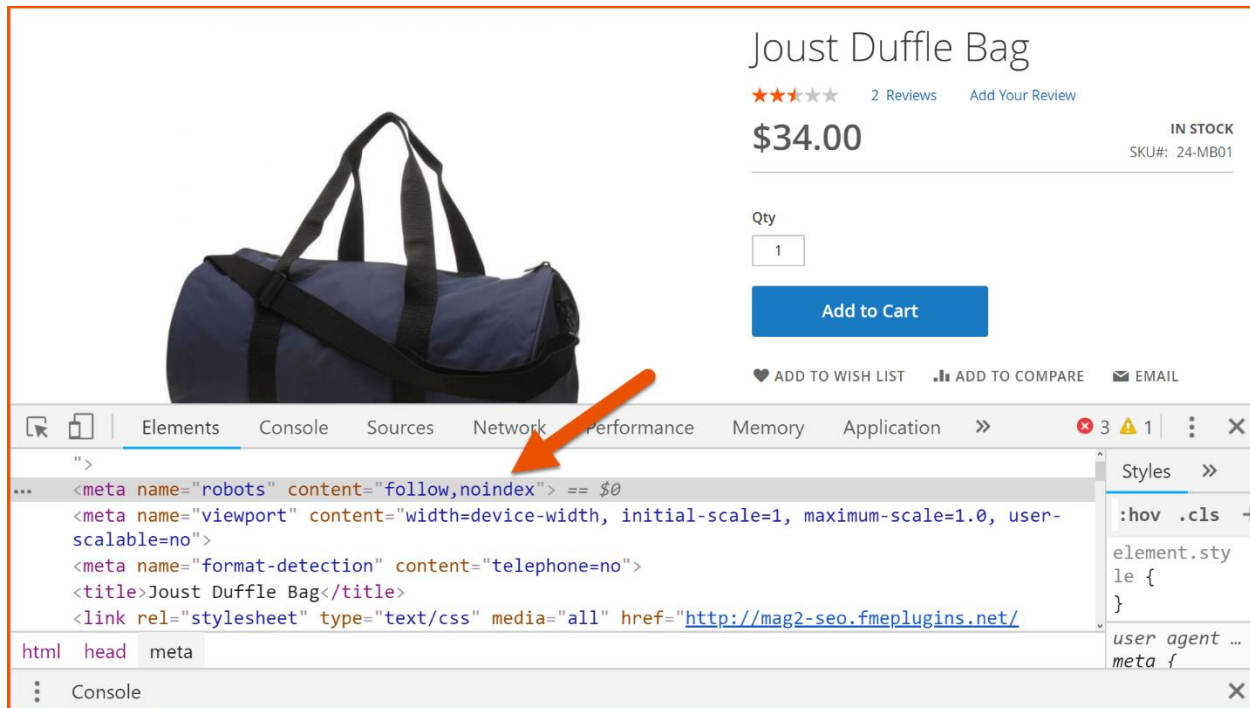 Joust Duffle Bag
2 Reviews Add Your Review
$34.00
IN STOCK
SKU#: 24-MB01
Qty
1
Add to Cart
ADD TO WISH LIST ADD TO COMPARE EMAIL
Elements Console Sources Network Performance Memory Application » 3 1
">
... <meta name="robots" content="follow,noindex"> == $0
<meta name="viewport" content="width=device-width, initial-scale=1, maximum-scale=1.0, user-
scalable=no">
<meta name="format-detection" content="telephone=no">
<title>Joust Duffle Bag</title>
<link rel="stylesheet" type="text/css" media="all" href="http://mag2-seo.fmeplugins.net/
html head meta
Styles »
:hov .cls +
element.sty
le {
}
user agent …
meta {
Console